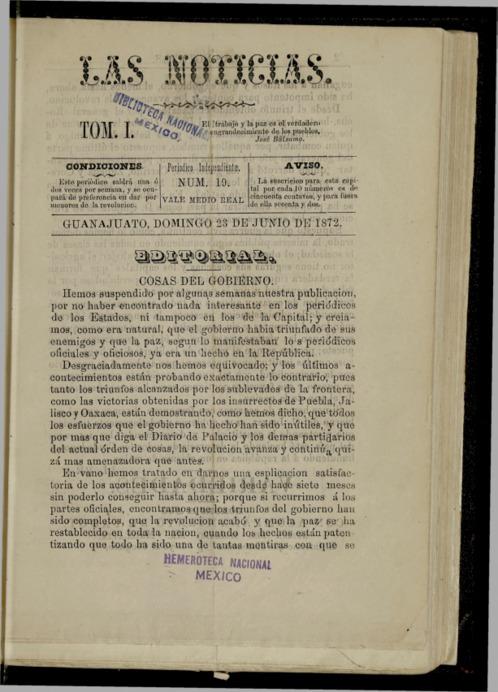 LAS NOTICIAS.
TOM. I.
BIBLIOTECA NACIONAL
MEXICO.
El trabajo y la paz es el verdadero
engrandecimiento de los pueblos.
José Bálsamo.
CONDICIONES.
Este periódico saldrá una ó
dos veces por semana, y se ocu-
pará de preferencia en dar por
menores de la revolucion.
Periódico Independiente.
NUM. 19.
VALE MEDIO REAL
AVISO.
La suscricion para esta capi-
tal por cada 10 números es de
cincuenta centavos, y para fuera
de ella sesenta y dos.
GUANAJUATO, DOMINGO 23 DE JUNIO DE 1872.
EDITORIAL.
COSAS DEL GOBIERNO.
Hemos suspendido por algunas semanas nuestra publicacion,
por no haber encontrado nada interesante en los periódicos
de los Estados, ni tampoco en los de la Capital; y creia-
mos, como era natural, que el gobierno habia triunfado de sus
enemigos y que la paz, segun lo manifestaban lo s periódicos
oficiales y oficiosos, ya era un hecho en la República.
Desgraciadamente nos hemos equivocado; y los últimos a-
contecimientos están probando exactamente lo contrario, pues
tanto los triunfos alcanzados por los sublevados de la frontera,
como las victorias obtenidas por los insurrectos de Puebla, Ja-
lisco y Oaxaca, están demostrando, como hemos dicho, que todos
los esfuerzos que el gobierno ha hecho han sido inútiles, y que
por mas que diga el Diario de Palacio y los demas partidarios
del actual órden de cosas, la revolucion avanza y continúa qui-
zá mas amenazadora que antes.
En vano hemos tratado en darnos una esplicacion satisfac-
toria de los acontecimientos ocurridos desde hace siete meses
sin poderlo conseguir hasta ahora; porque si recurrimos á los
partes oficiales, encontramos que los triunfos del gobierno han
sido completos, que la revolucion acabó y que la paz se ha
restablecido en toda la nacion, cuando los hechos están paten
tizando que todo ha sido una de tantas mentiras con que se
HEMEROTECA NACIONAL
MEXICO